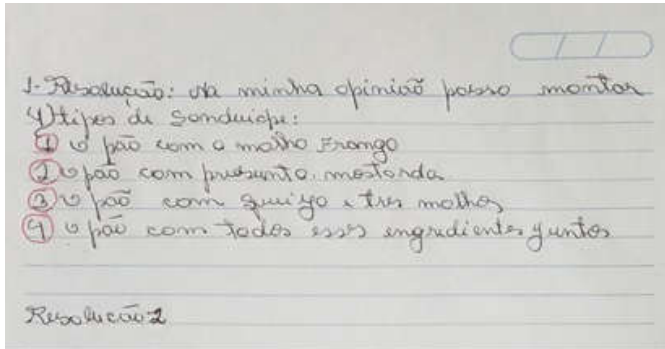 1- Resolução: Na minha opinião posso montar
4) tipos de Sanduiche:
1 o pão com o molho Frango
2 o pão com presunto. mostarda
3 o pão com queijo e três molhos
4 o pão com todos esses ingredientes juntos
Resolução 2